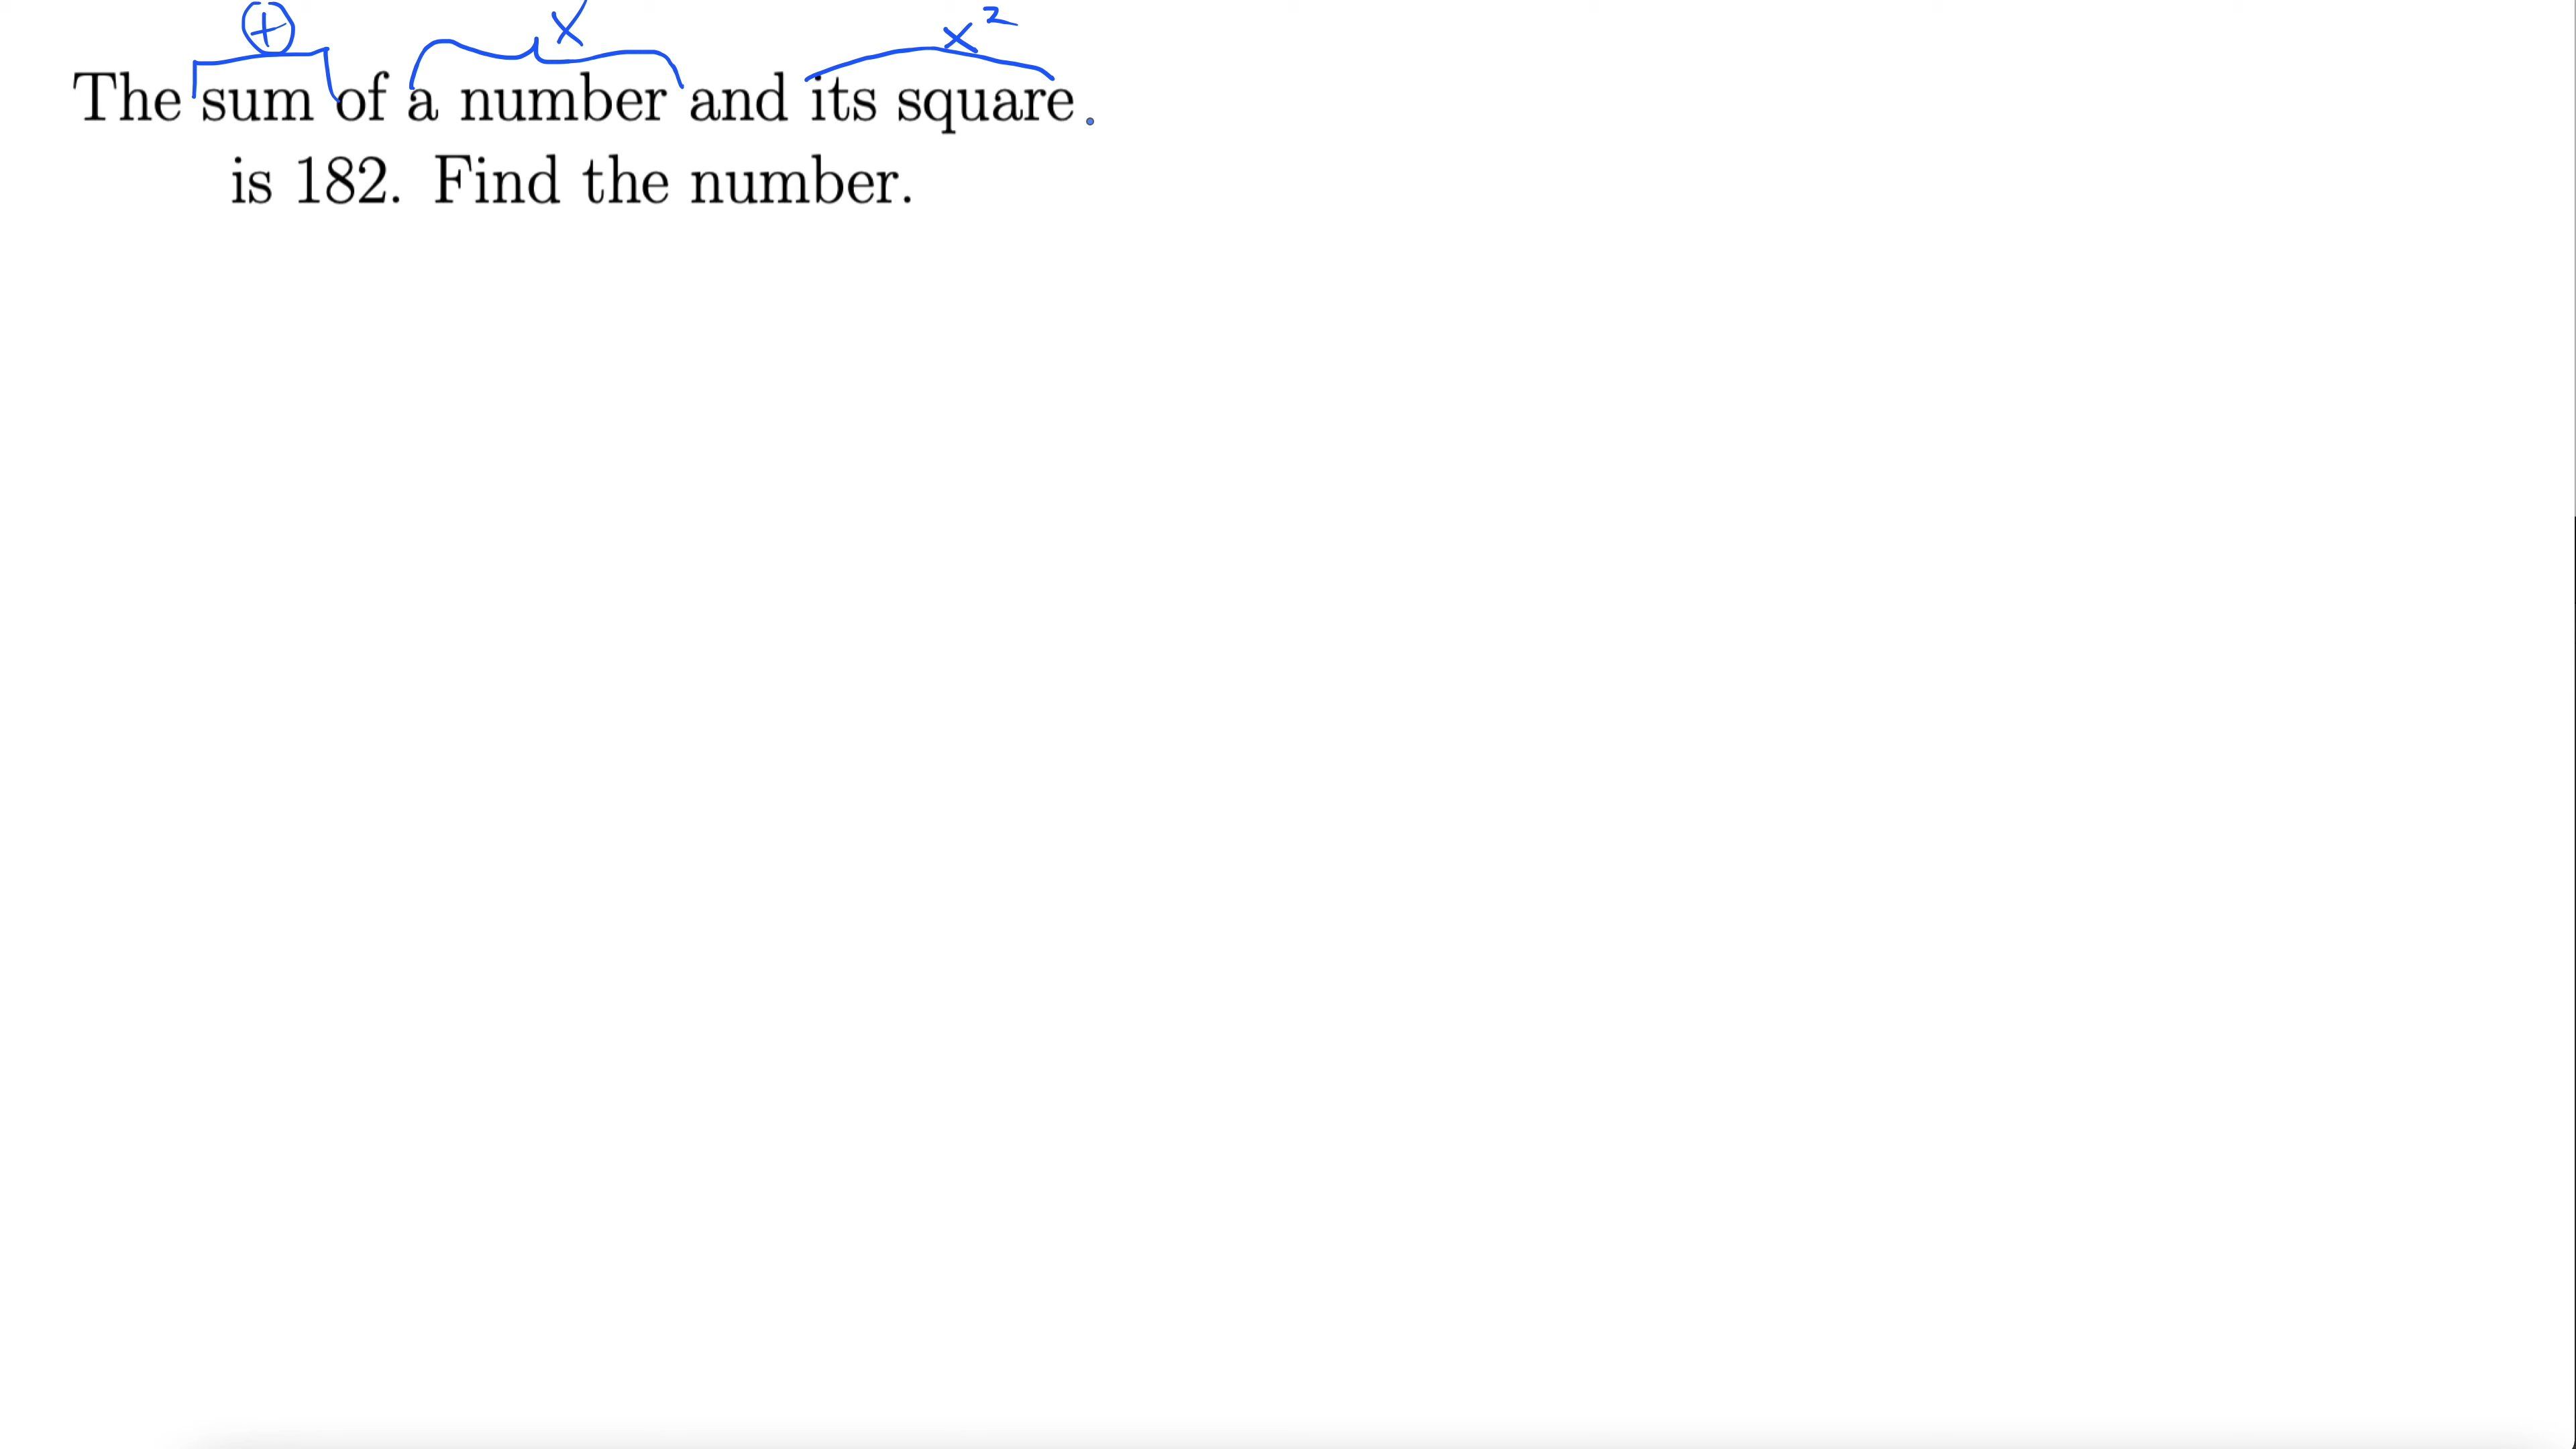 ⊕ x x²
The sum of a number and its square.
is 182. Find the number.